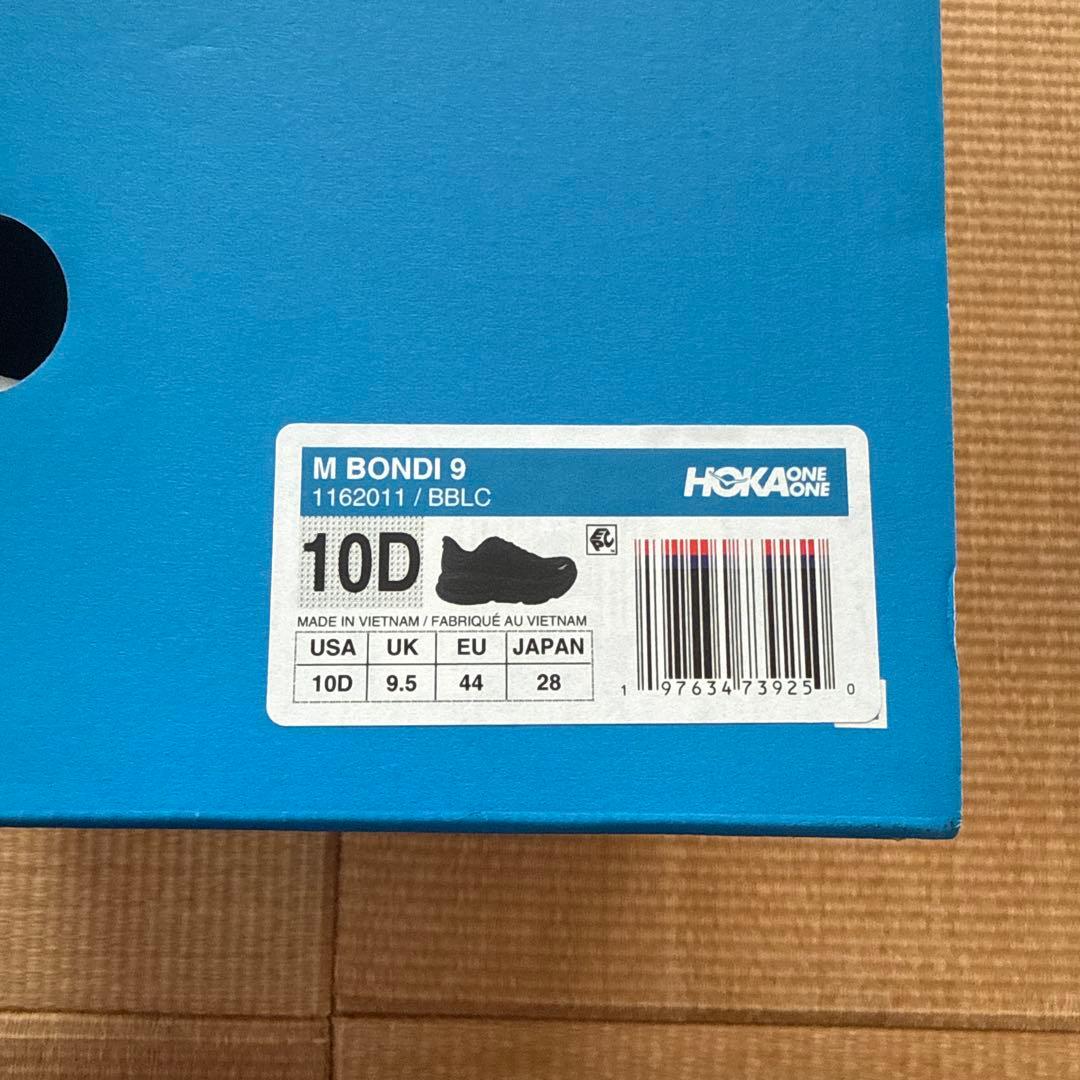 M BONDI 9
1162011 / BBLC
HOKA ONE ONE
10D
EPC
MADE IN VIETNAM / FABRIQUÉ AU VIETNAM
USA UK EU JAPAN
10D 9.5 44 28
1 97634 73925 0